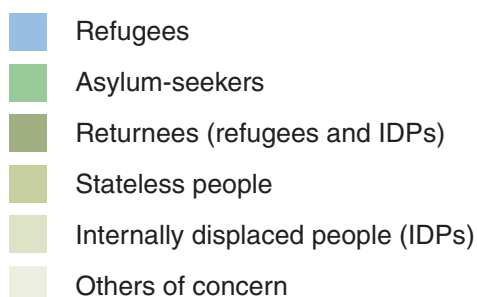 Refugees
Asylum-seekers
Returnees (refugees and IDPs)
Stateless people
Internally displaced people (IDPs)
Others of concern